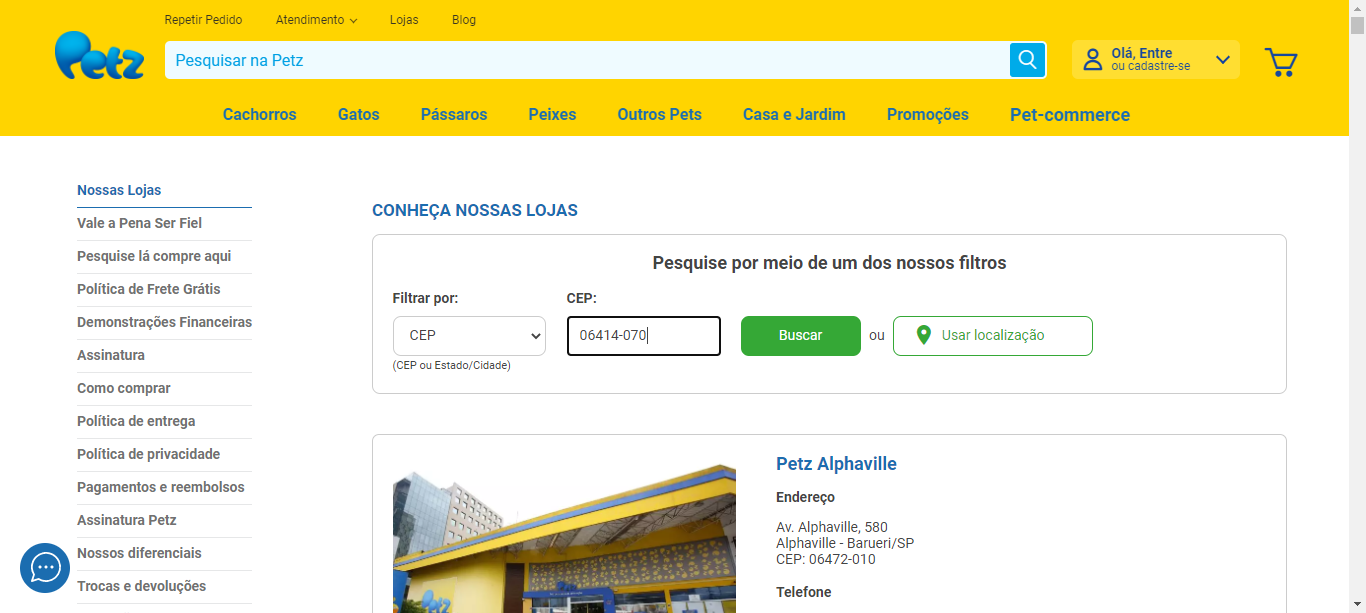 Repetir Pedido
Atendimento
Lojas
Blog
Petz
Pesquisar na Petz
Olá, Entre
ou cadastre-se
Cachorros
Gatos
Pássaros
Peixes
Outros Pets
Casa e Jardim
Promoções
Pet-commerce
Nossas Lojas
Vale a Pena Ser Fiel
Pesquise lá compre aqui
Política de Frete Grátis
Demonstrações Financeiras
Assinatura
Como comprar
Política de entrega
Política de privacidade
Pagamentos e reembolsos
Assinatura Petz
Nossos diferenciais
Trocas e devoluções
CONHEÇA NOSSAS LOJAS
Pesquise por meio de um dos nossos filtros
Filtrar por:
CEP:
CEP
06414-070
Buscar
ou
Usar localização
(CEP ou Estado/Cidade)
Petz
Petz Alphaville
Endereço
Av. Alphaville, 580
Alphaville - Barueri/SP
CEP: 06472-010
Telefone